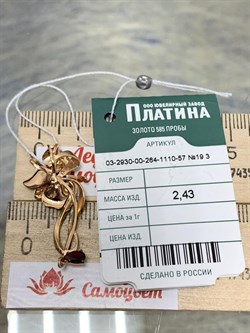 ООО ЮВЕЛИРНЫЙ ЗАВОД
ПЛАТИНА
ЗОЛОТО 585 ПРОБЫ
АРТИКУЛ
03-2930-00-264-1110-57 №19 3
РАЗМЕР
МАССА ИЗД. 2,43
ЦЕНА за 1г
ЦЕНА ИЗД.
СДЕЛАНО В РОССИИ
Самоцвет